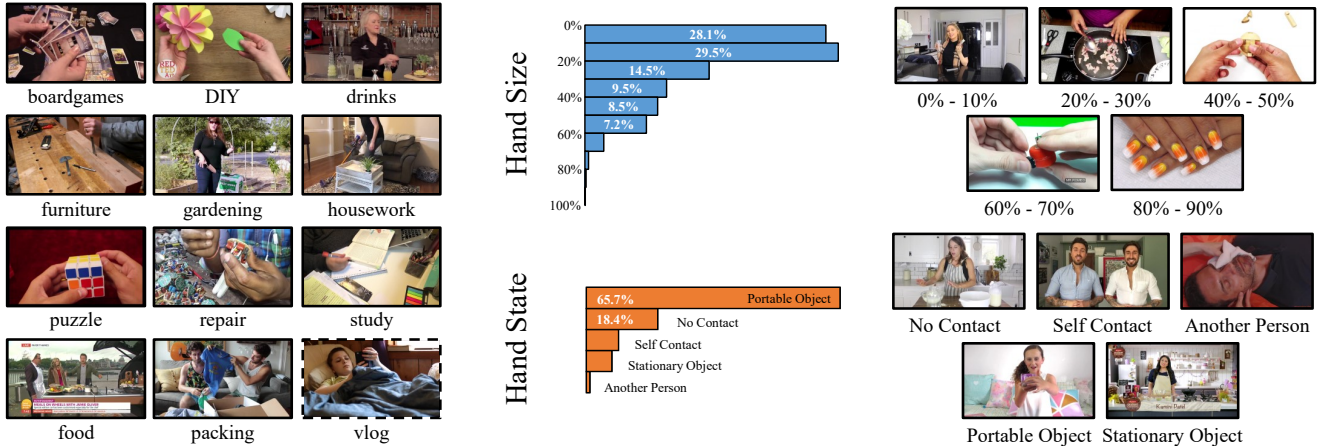 boardgames
DIY
drinks
furniture
gardening
housework
puzzle
repair
study
food
packing
vlog
Hand Size
0%
20%
40%
60%
80%
100%
28.1%
29.5%
14.5%
9.5%
8.5%
7.2%
Hand State
65.7%
Portable Object
18.4%
No Contact
Self Contact
Stationary Object
Another Person
0% - 10%
20% - 30%
40% - 50%
60% - 70%
80% - 90%
No Contact
Self Contact
Another Person
Portable Object
Stationary Object